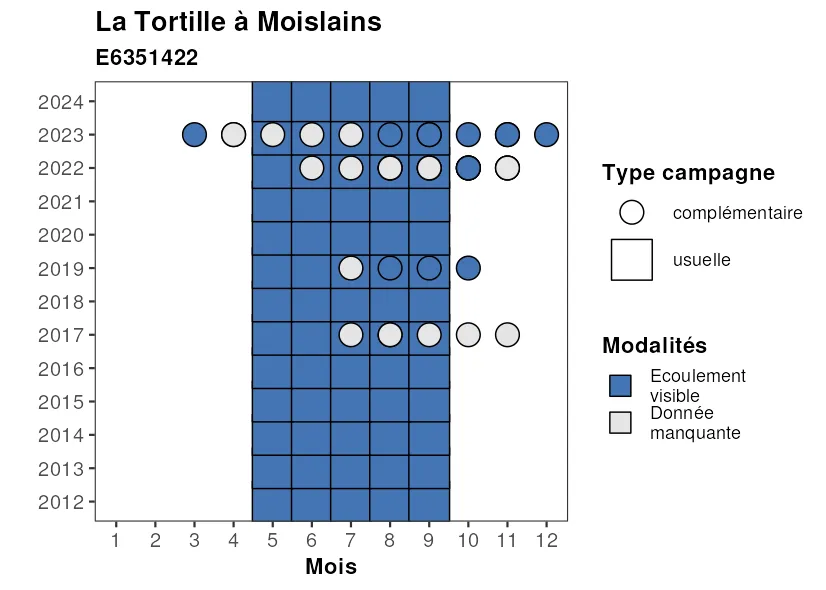 La Tortille à Moislains
E6351422
2024
2023
2022
2021
2020
2019
2018
2017
2016
2015
2014
2013
2012
1 2 3 4 5 6 7 8 9 10 11 12
Mois
Type campagne
complémentaire
usuelle
Modalités
Ecoulement
visible
Donnée
manquante